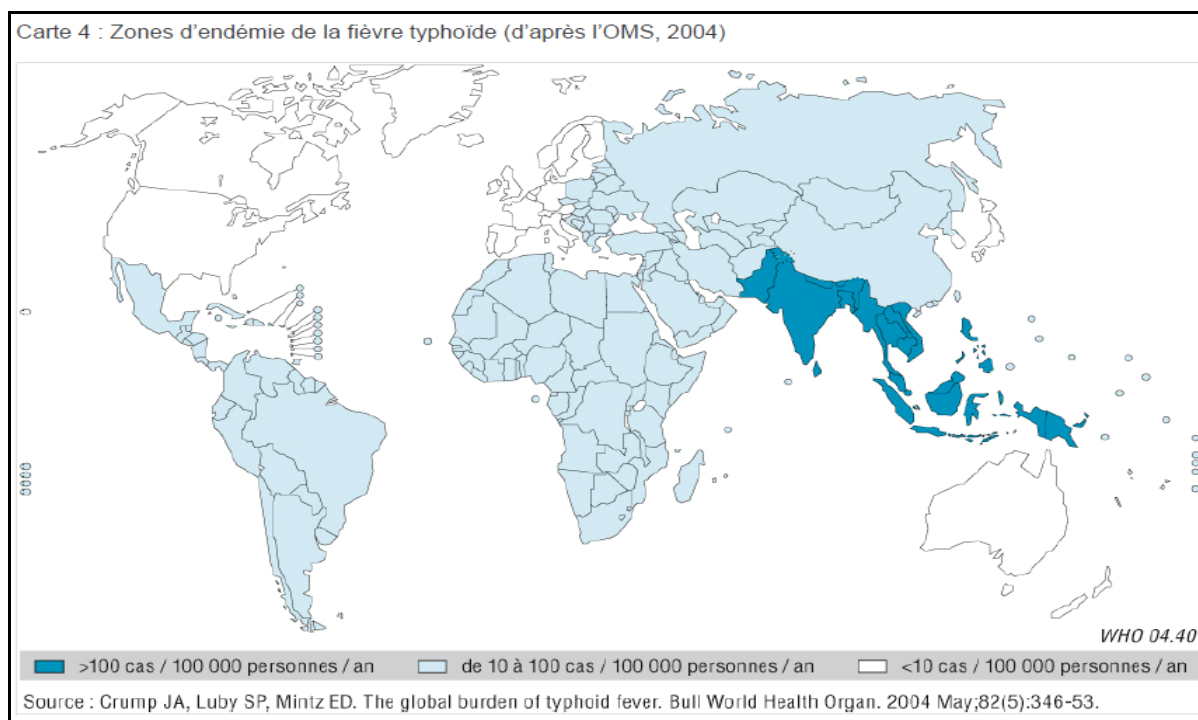 Carte 4 : Zones d'endémie de la fièvre typhoïde (d'après l'OMS, 2004)
WHO 04.40
>100 cas / 100 000 personnes / an de 10 à 100 cas / 100 000 personnes / an <10 cas / 100 000 personnes / an
Source : Crump JA, Luby SP, Mintz ED. The global burden of typhoid fever. Bull World Health Organ. 2004 May;82(5):346-53.